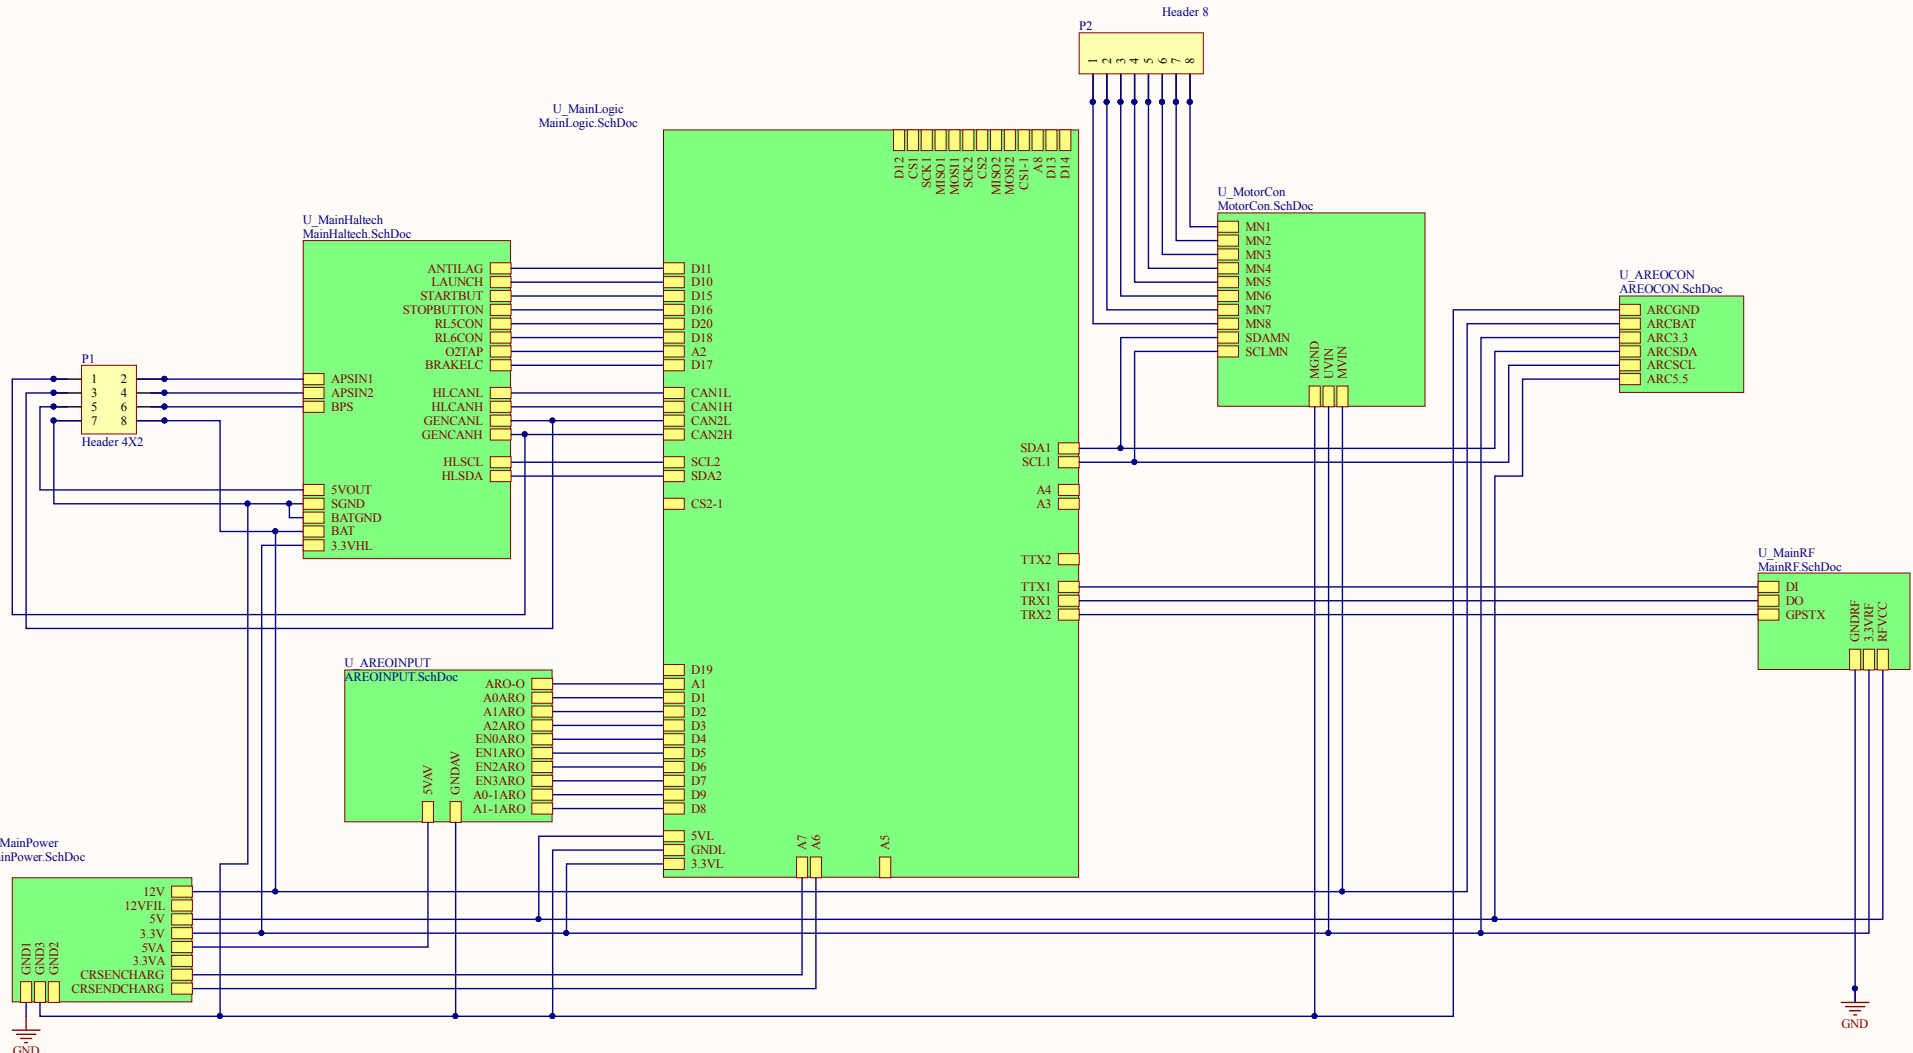 Header 8
P2
1 2 3 4 5 6 7 8
U_MainLogic
MainLogic.SchDoc
D12
CS1
SCK1
MISO1
MOSI1
SCK2
CS2
MISO2
MOSI2
CS1-1
A8
D13
D14
U_MotorCon
MotorCon.SchDoc
MN1
MN2
MN3
MN4
MN5
MN6
MN7
MN8
SDAMN
SCLMN
MGND
UVIN
MVIN
U_MainHaltech
MainHaltech.SchDoc
ANTILAG
LAUNCH
STARTBUT
STOPBUTTON
RL5CON
RL6CON
O2TAP
BRAKELC
HLCANL
HLCANH
GENCANL
GENCANH
HLSCL
HLSDA
APSIN1
APSIN2
BPS
5VOUT
SGND
BATGND
BAT
3.3VHL
P1
1 2
3 4
5 6
7 8
Header 4X2
D11
D10
D15
D16
D20
D18
A2
D17
CAN1L
CAN1H
CAN2L
CAN2H
SCL2
SDA2
CS2-1
SDA1
SCL1
A4
A3
TTX2
TTX1
TRX1
TRX2
U_AREOCON
AREOCON.SchDoc
ARCGND
ARCBAT
ARC3.3
ARCSDA
ARCSCL
ARC5.5
U_MainRF
MainRF.SchDoc
DI
DO
GPSTX
GNDRF
3.3VRF
RFVCC
U_AREOINPUT
AREOINPUT.SchDoc
ARO-O
A0ARO
A1ARO
A2ARO
EN0ARO
EN1ARO
EN2ARO
EN3ARO
A0-1ARO
A1-1ARO
5VAV
GNDAV
D19
A1
D1
D2
D3
D4
D5
D6
D7
D9
D8
5VL
GNDL
3.3VL
A7
A6
A5
MainPower
inPower.SchDoc
12V
12VFIL
5V
3.3V
5VA
3.3VA
CRSENCHARG
CRSENDCHARG
GND1
GND3
GND2
GND
GND